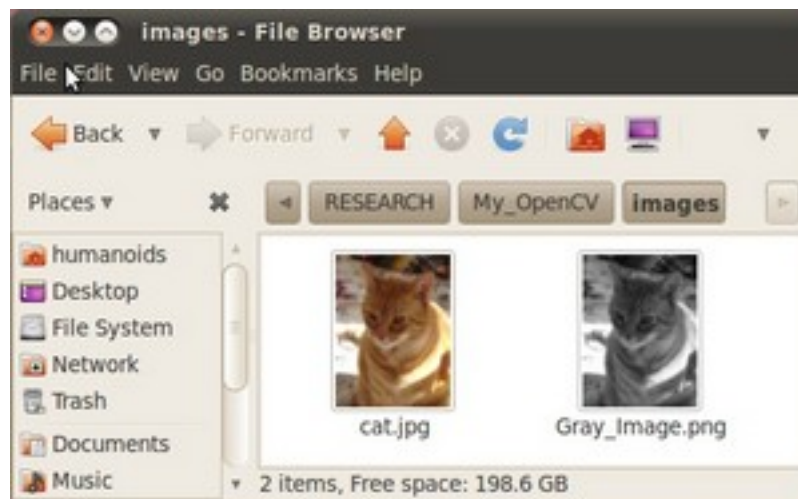 images - File Browser
File Edit View Go Bookmarks Help
Back Forward
Places RESEARCH My_OpenCV images
humanoids
Desktop
File System
Network
Trash
Documents
Music
cat.jpg Gray_Image.png
2 items, Free space: 198.6 GB